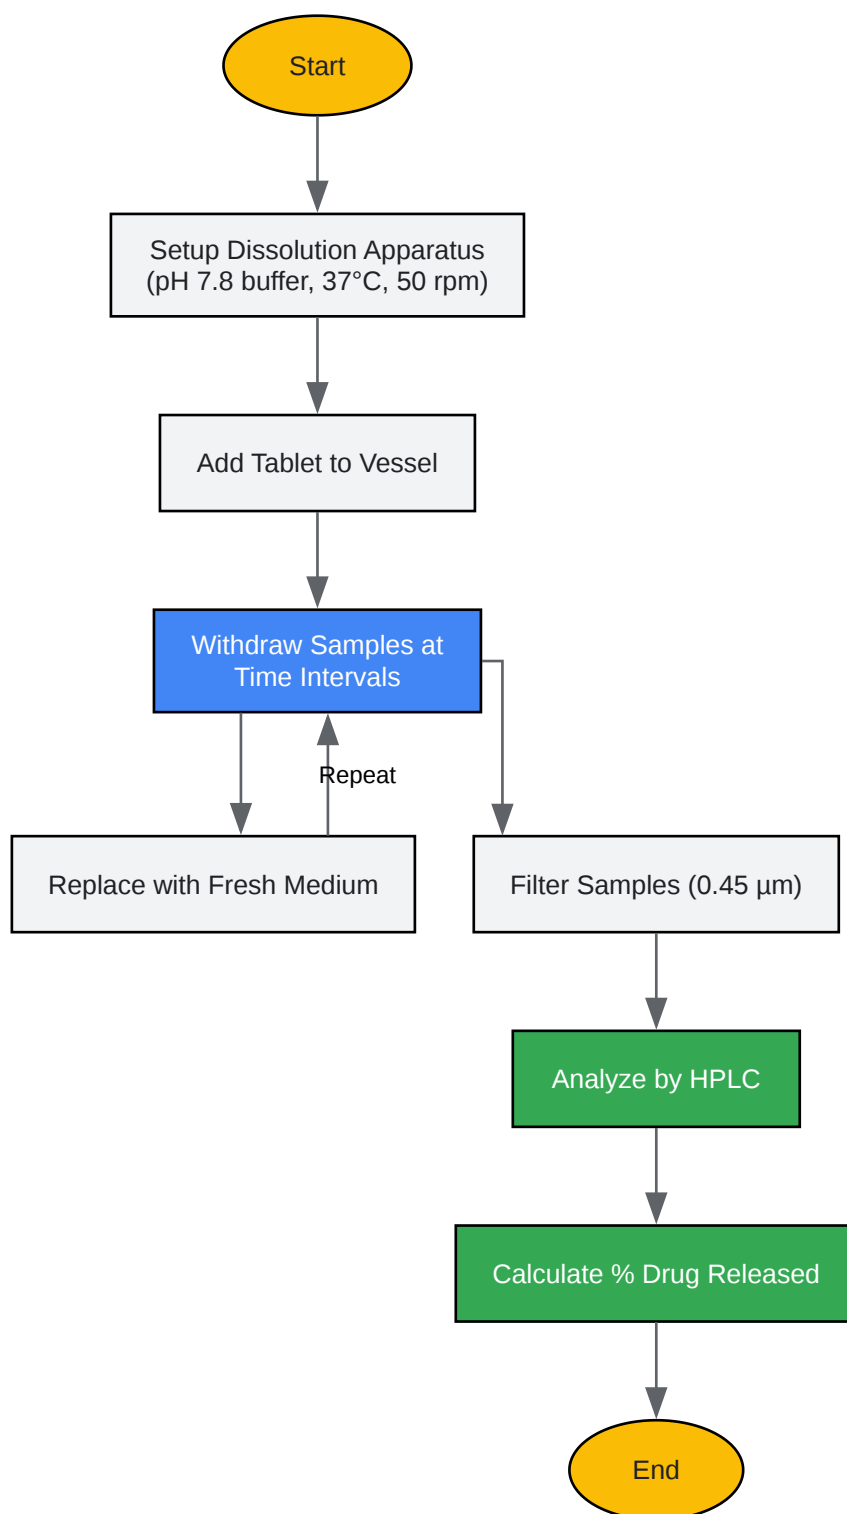 Start
Setup Dissolution Apparatus
(pH 7.8 buffer, 37°C, 50 rpm)
Add Tablet to Vessel
Withdraw Samples at
Time Intervals
Repeat
Replace with Fresh Medium
Filter Samples (0.45 µm)
Analyze by HPLC
Calculate % Drug Released
End